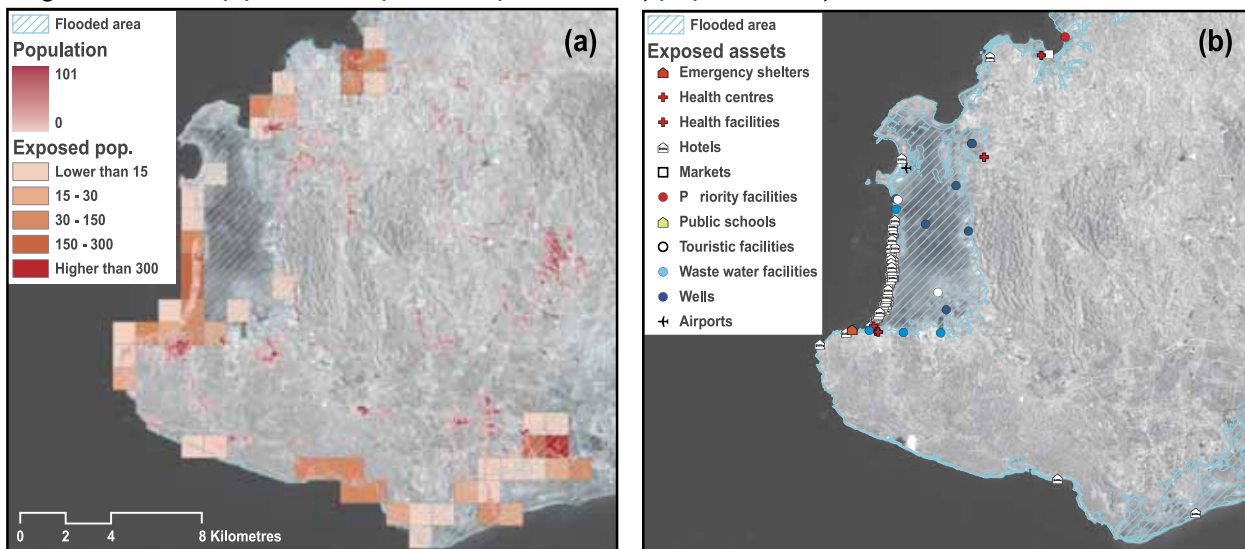 Flooded area
Population
101
0
Exposed pop.
Lower than 15
15 - 30
30 - 150
150 - 300
Higher than 300
(a)
0 2 4 8 Kilometres
Flooded area
Exposed assets
Emergency shelters
Health centres
Health facilities
Hotels
Markets
P riority facilities
Public schools
Touristic facilities
Waste water facilities
Wells
Airports
(b)